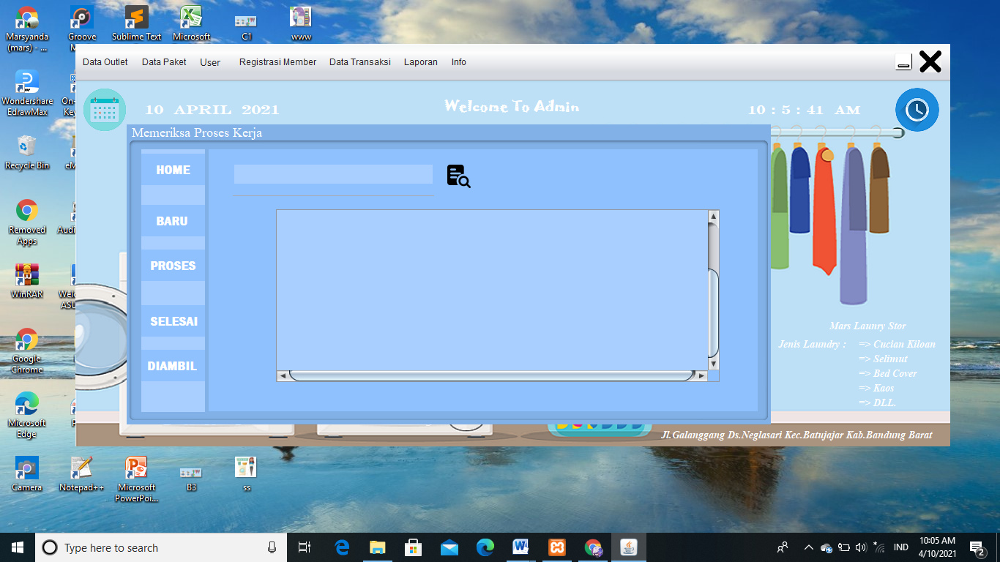 Marsyanda
(mars) - ...
Groove
M
Sublime Text
Microsoft
C1
www
Data Outlet
Data Paket
User
Registrasi Member
Data Transaksi
Laporan
Info
Wondershare
EdrawMax
On-
Key
10 APRIL 2021
Welcome To Admin
10 : 5 : 41 AM
Memeriksa Proses Kerja
Recycle Bin
eM
HOME
BARU
PROSES
SELESAI
DIAMBIL
Removed
Apps
Audi
WinRAR
Wel
ASU
Google
Chrome
Mars Launry Stor
Jenis Laundry : => Cucian Kiloan
=> Selimut
=> Bed Cover
=> Kaos
=> DLL.
Microsoft
Edge
P
Jl.Galanggang Ds.Neglasari Kec.Batujajar Kab.Bandung Barat
Camera
Notepad++
Microsoft
PowerPoi...
B3
ss
Type here to search
IND
10:05 AM
4/10/2021
2